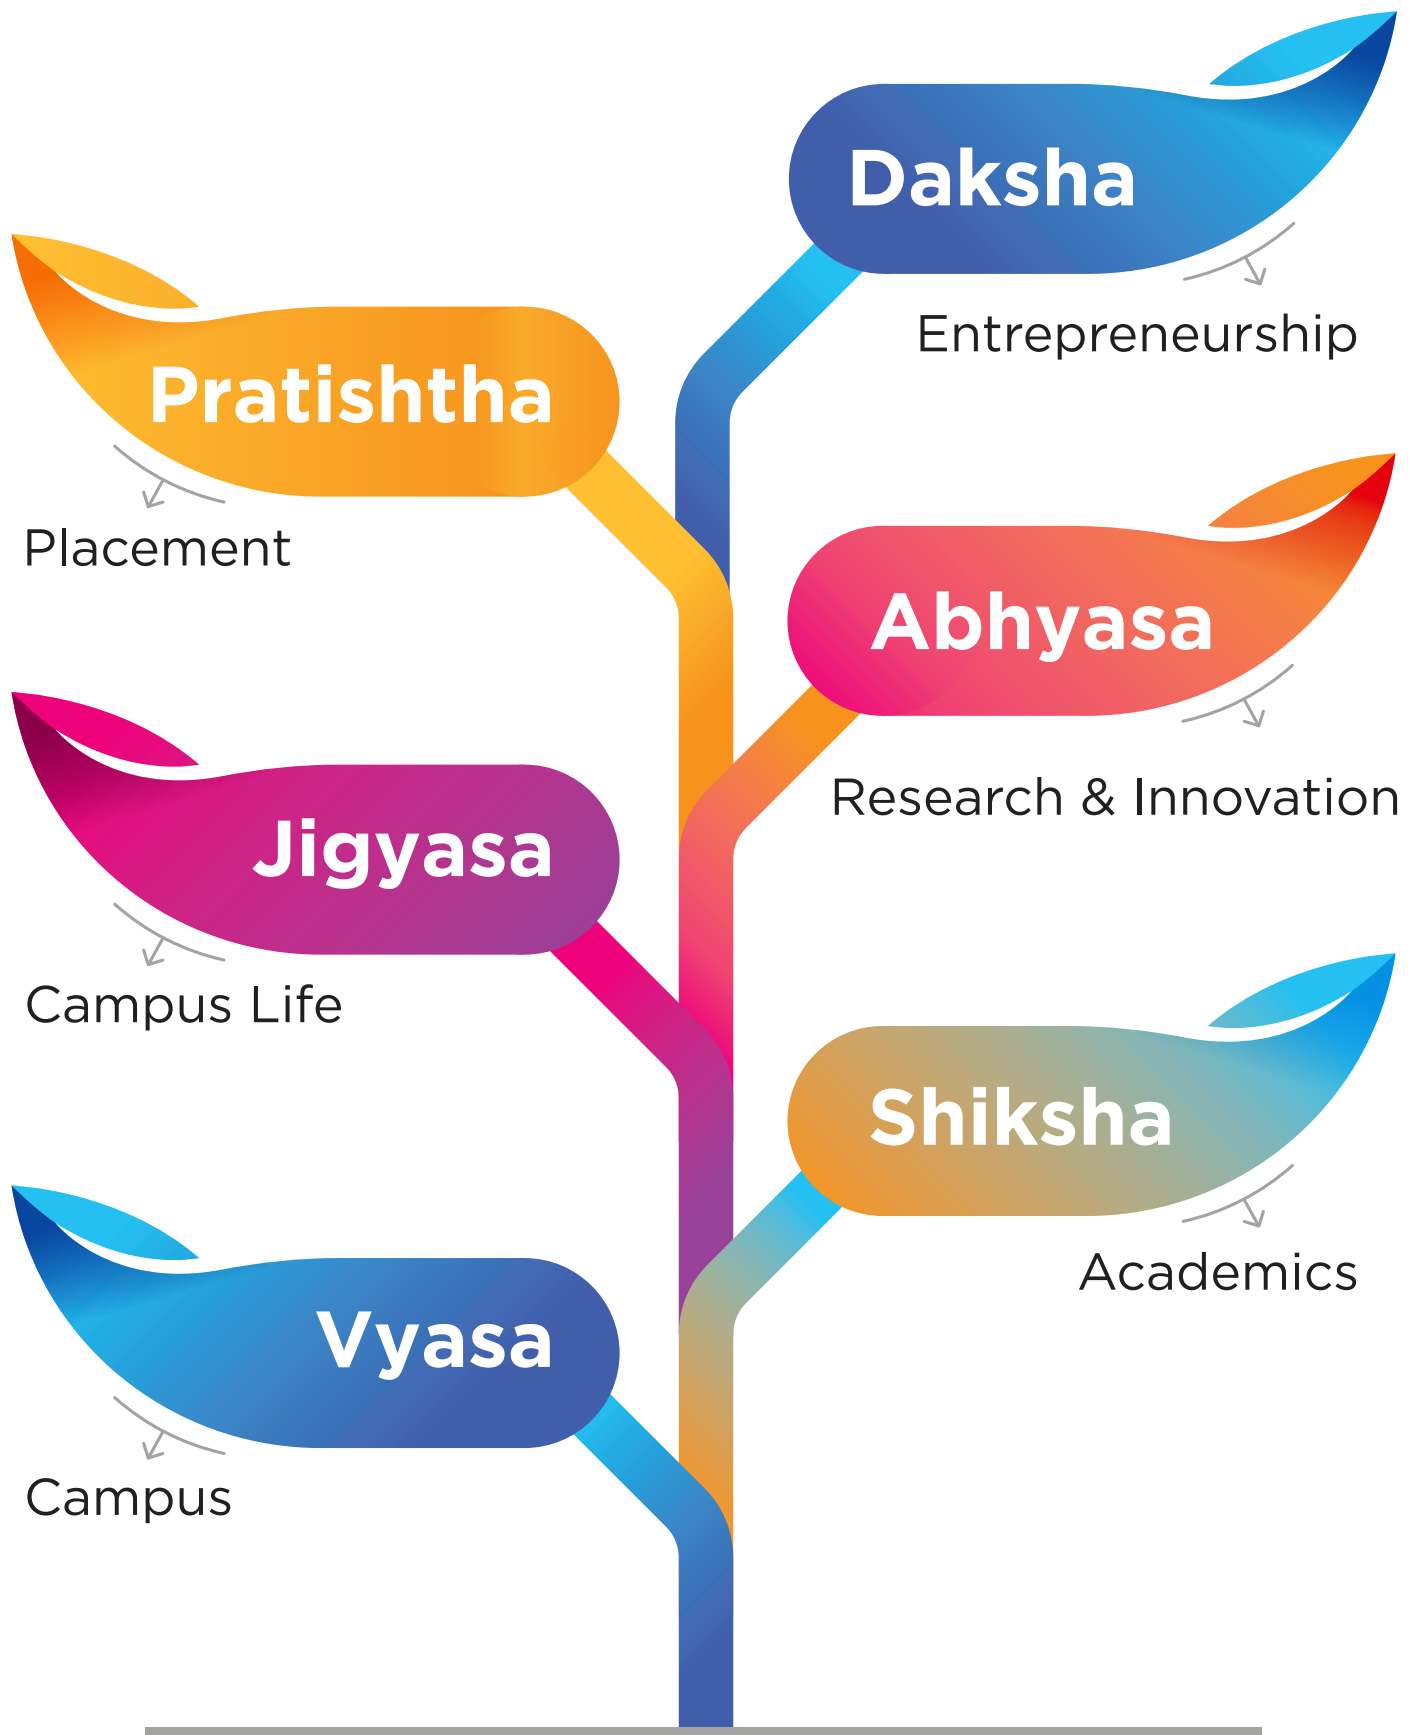 Daksha
Entrepreneurship
Pratishtha
Placement
Abhyasa
Research & Innovation
Jigyasa
Campus Life
Shiksha
Academics
Vyasa
Campus